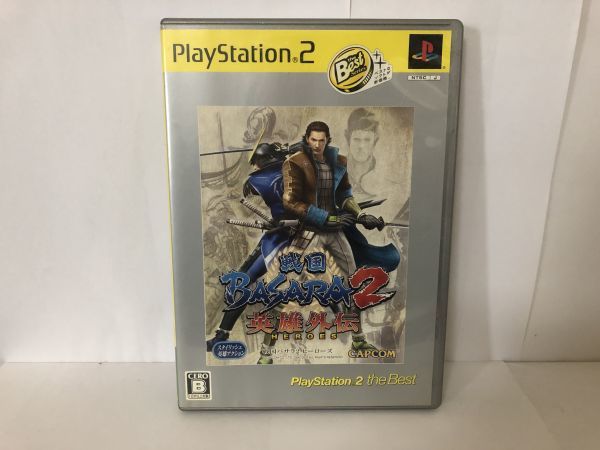 PlayStation®2
the Best
NTSC J
戦国
BASARA2
英雄外伝
HEROES
スタイリッシュ
英雄アクション
戦国バサラ2 ヒーローズ
CAPCOM
CERO
B
PlayStation 2 the Best